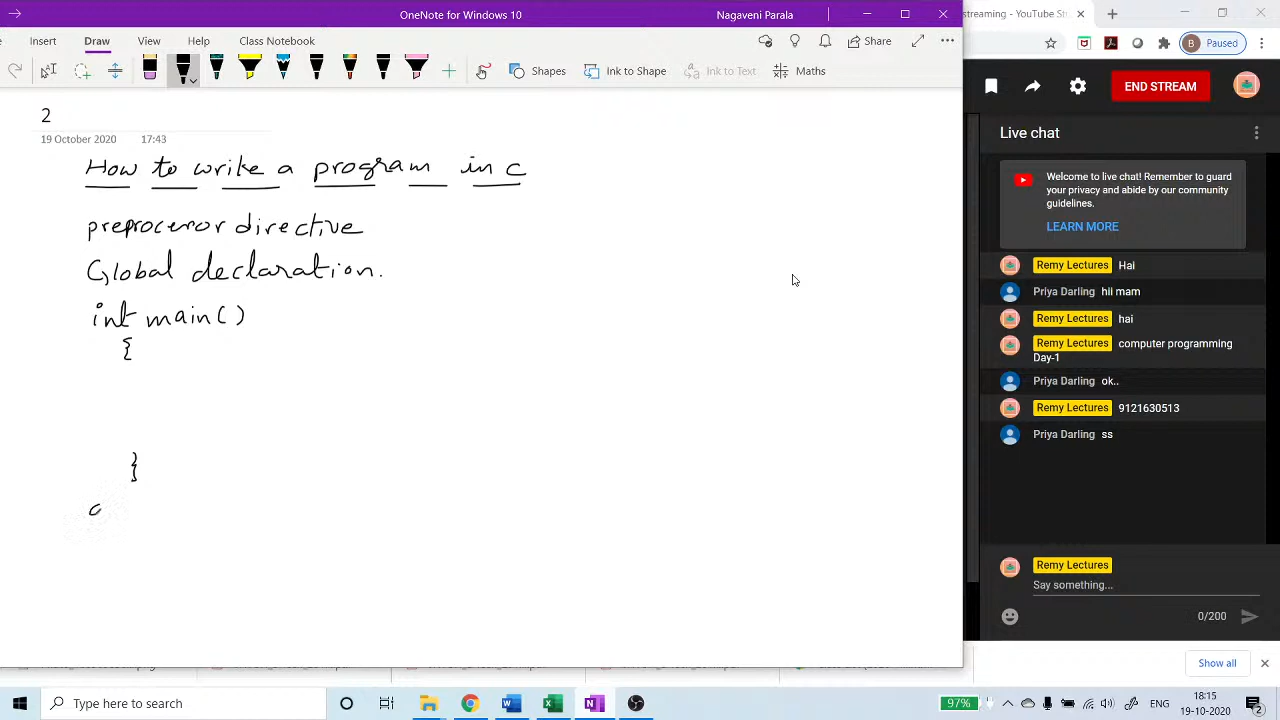 OneNote for Windows 10
Nagaveni Parala
streaming - YouTube St
Insert Draw View Help Class Notebook
Share
B Paused
Shapes Ink to Shape Ink to Text Maths
END STREAM
2
19 October 2020 17:43
How to write a program in c
preprocessor directive
Global declaration.
int main()
{
}
c
Live chat
Welcome to live chat! Remember to guard
your privacy and abide by our community
guidelines.
LEARN MORE
Remy Lectures Hai
Priya Darling hii mam
Remy Lectures hai
Remy Lectures computer programming
Day-1
Priya Darling ok..
Remy Lectures 9121630513
Priya Darling ss
Remy Lectures
Say something...
0/200
Show all
Type here to search
97%
ENG
18:15
19-10-2020
2